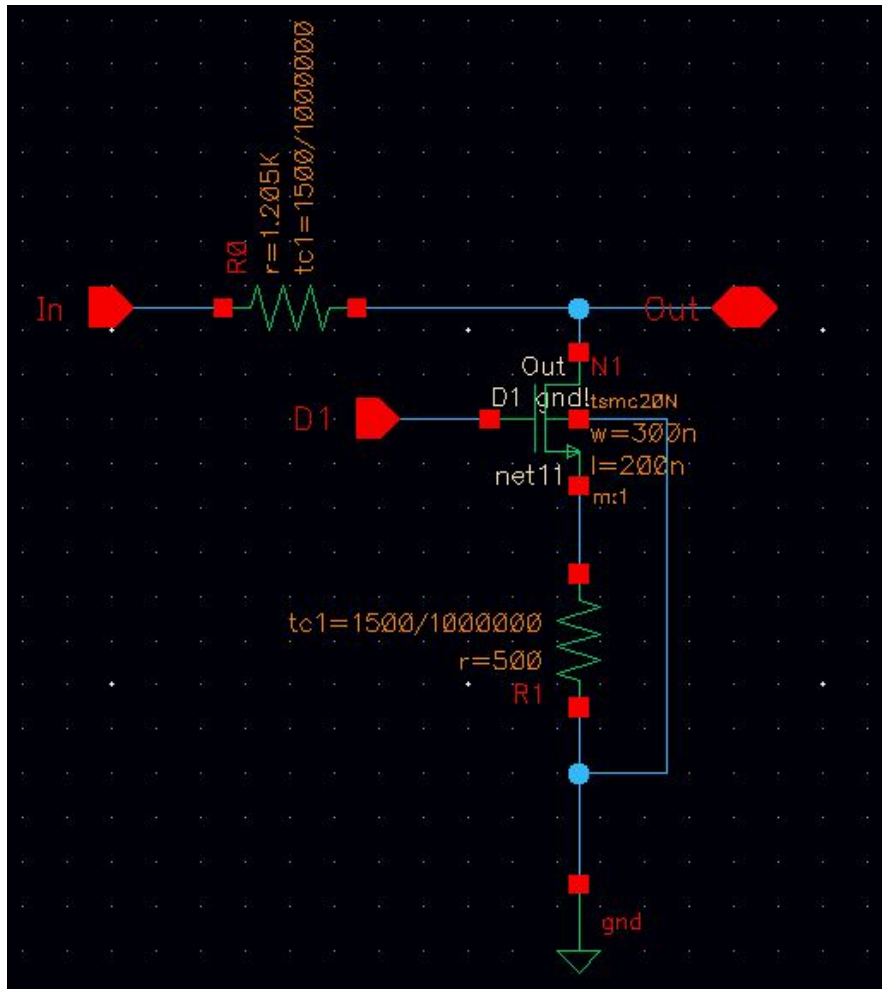 tc1=1500/1000000
r=1.205K
R0
In
Out
Out
N1
D1
D1
gnd!
tsmc20N
w=300n
l=200n
net11
m:1
tc1=1500/1000000
r=500
R1
gnd